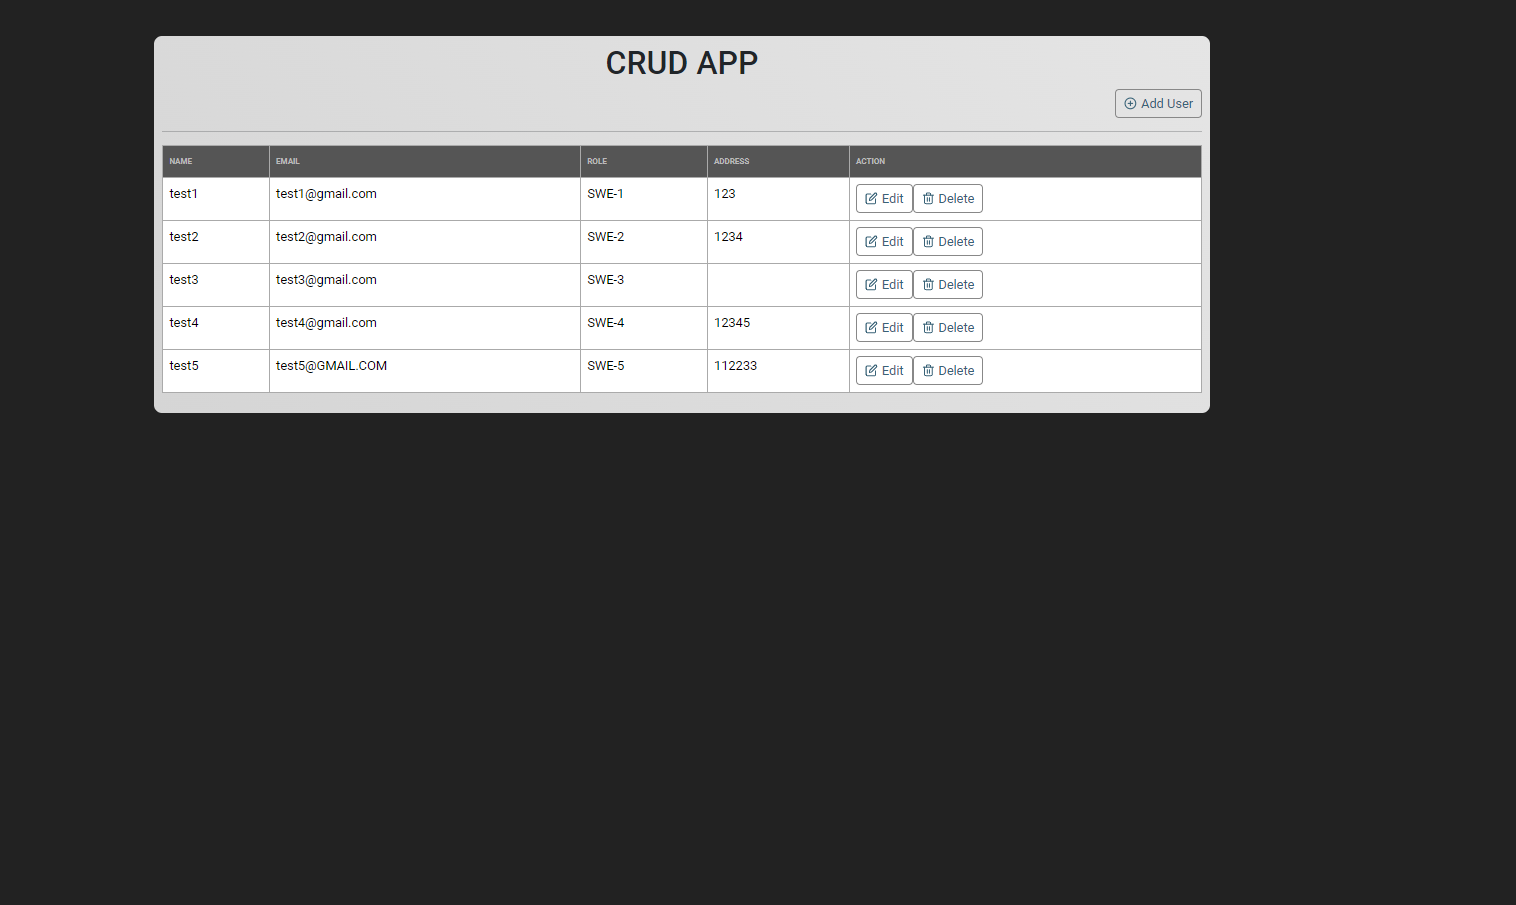 CRUD APP
Add User
NAME EMAIL ROLE ADDRESS ACTION
test1 test1@gmail.com SWE-1 123 Edit Delete
test2 test2@gmail.com SWE-2 1234 Edit Delete
test3 test3@gmail.com SWE-3 Edit Delete
test4 test4@gmail.com SWE-4 12345 Edit Delete
test5 test5@GMAIL.COM SWE-5 112233 Edit Delete